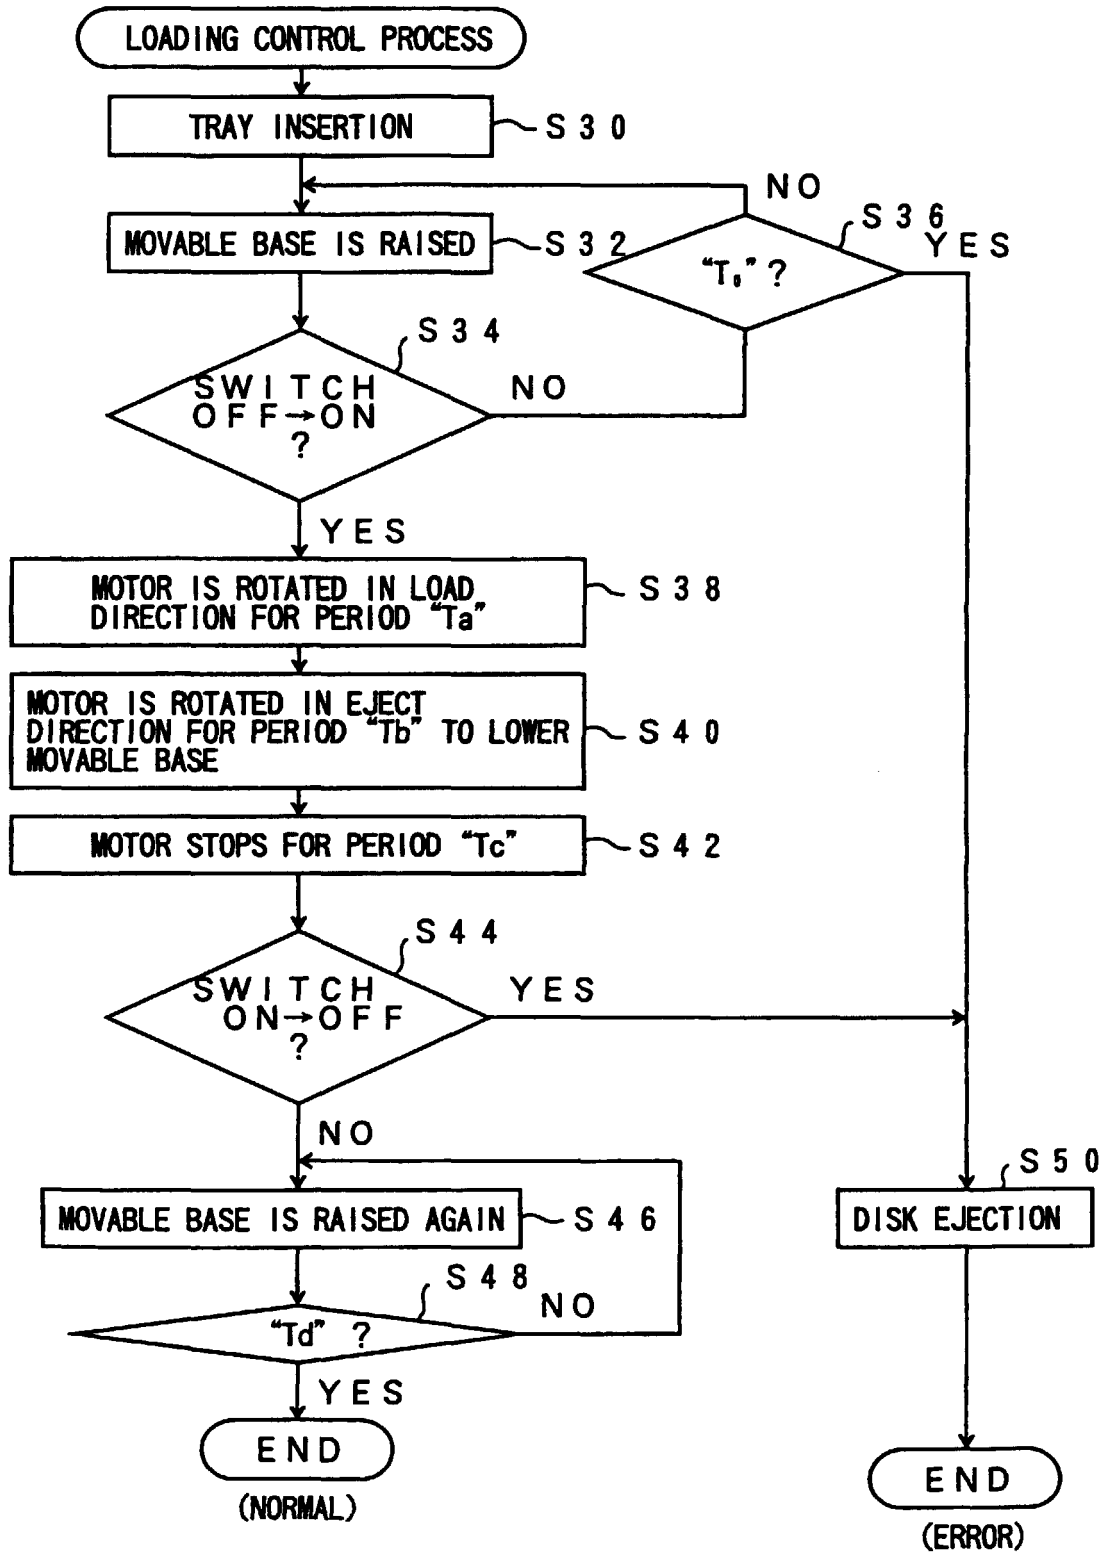 LOADING CONTROL PROCESS
TRAY INSERTION
S30
NO
MOVABLE BASE IS RAISED
S32
S36
YES
“T₀” ?
S34
SWITCH
OFF→ON
?
NO
YES
MOTOR IS ROTATED IN LOAD
DIRECTION FOR PERIOD “Ta”
S38
MOTOR IS ROTATED IN EJECT
DIRECTION FOR PERIOD “Tb” TO LOWER
MOVABLE BASE
S40
MOTOR STOPS FOR PERIOD “Tc”
S42
S44
SWITCH
ON→OFF
?
YES
NO
S50
MOVABLE BASE IS RAISED AGAIN
S46
DISK EJECTION
S48
“Td” ?
NO
YES
END
(NORMAL)
END
(ERROR)